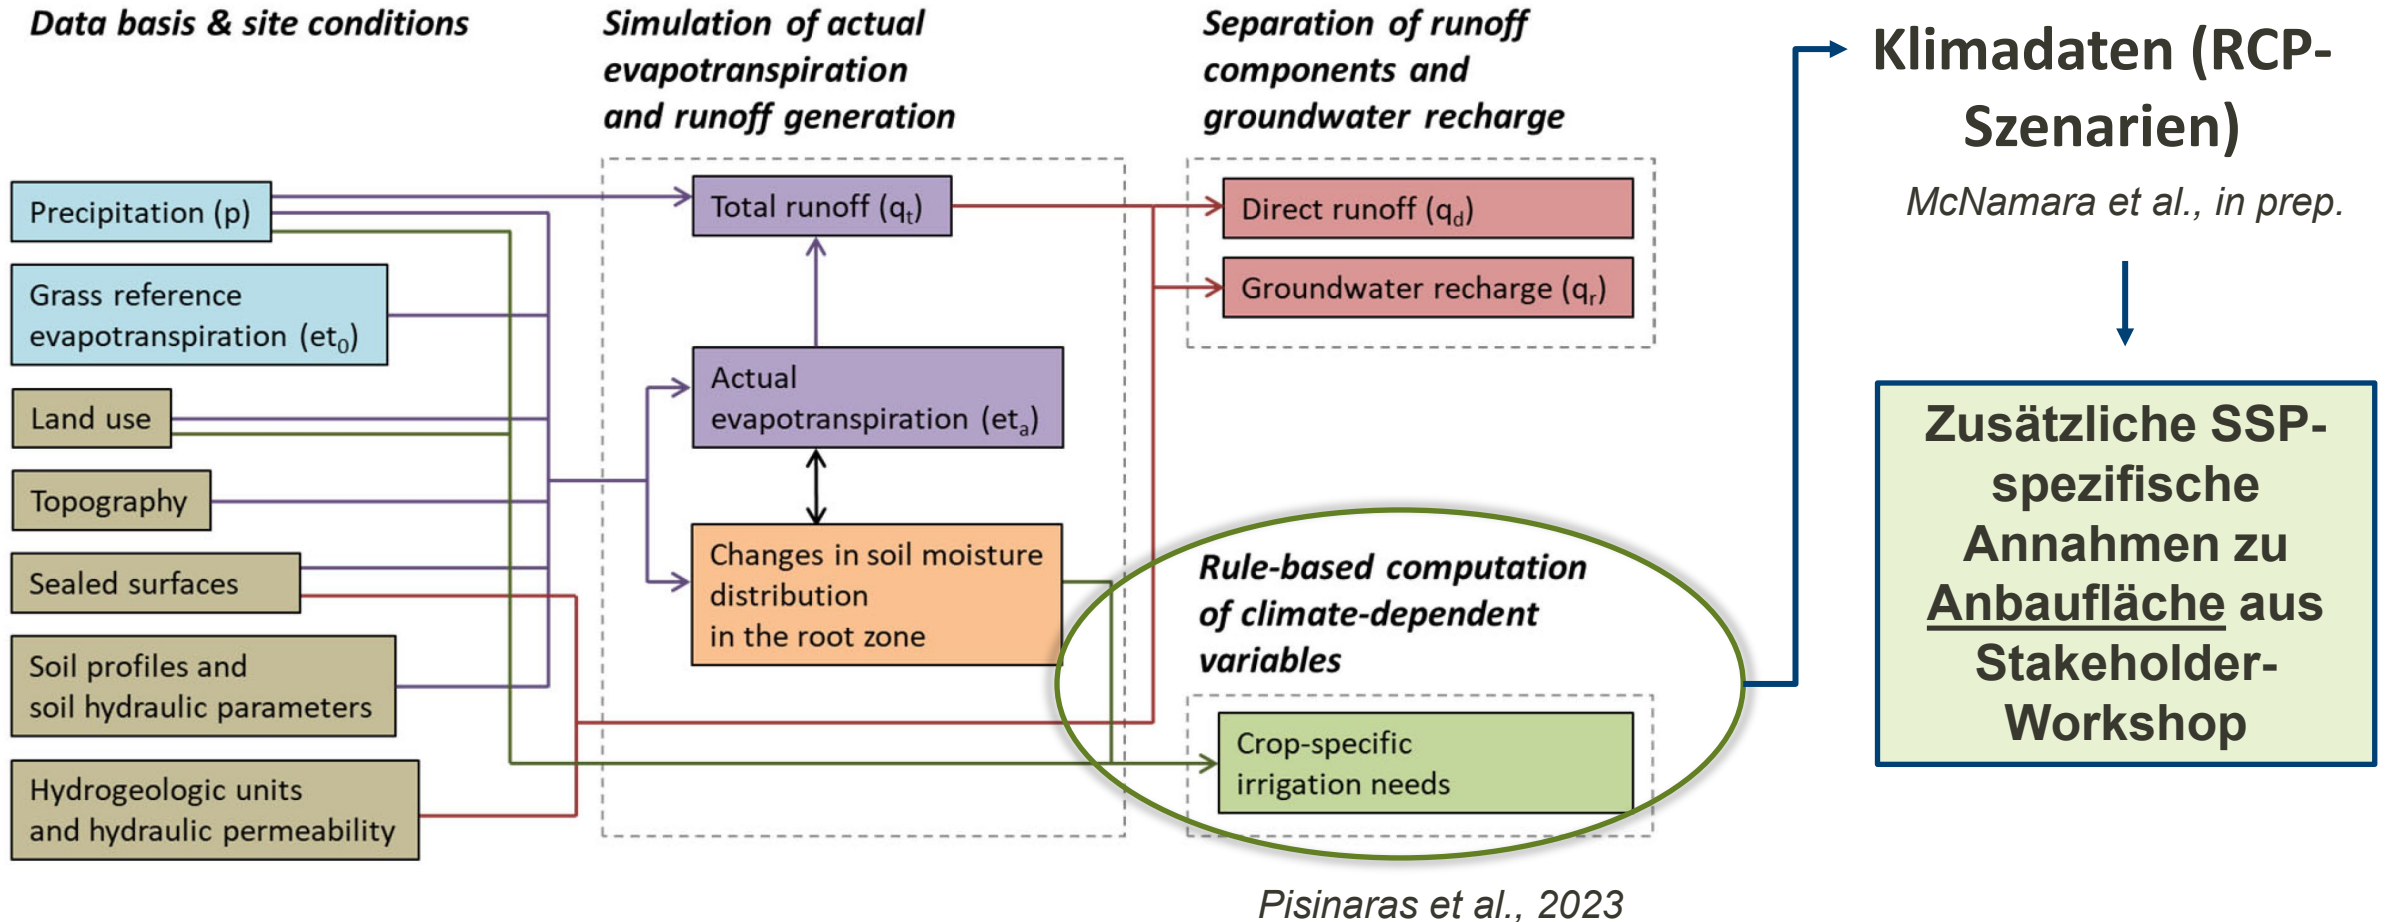 Data basis & site conditions
Precipitation (p)
Grass reference
evapotranspiration (et0)
Land use
Topography
Sealed surfaces
Soil profiles and
soil hydraulic parameters
Hydrogeologic units
and hydraulic permeability
Simulation of actual
evapotranspiration
and runoff generation
Total runoff (qt)
Actual
evapotranspiration (eta)
Changes in soil moisture
distribution
in the root zone
Separation of runoff
components and
groundwater recharge
Direct runoff (qd)
Groundwater recharge (qr)
Rule-based computation
of climate-dependent
variables
Crop-specific
irrigation needs
Pisinaras et al., 2023
Klimadaten (RCP-
Szenarien)
McNamara et al., in prep.
Zusätzliche SSP-
spezifische
Annahmen zu
Anbaufläche aus
Stakeholder-
Workshop